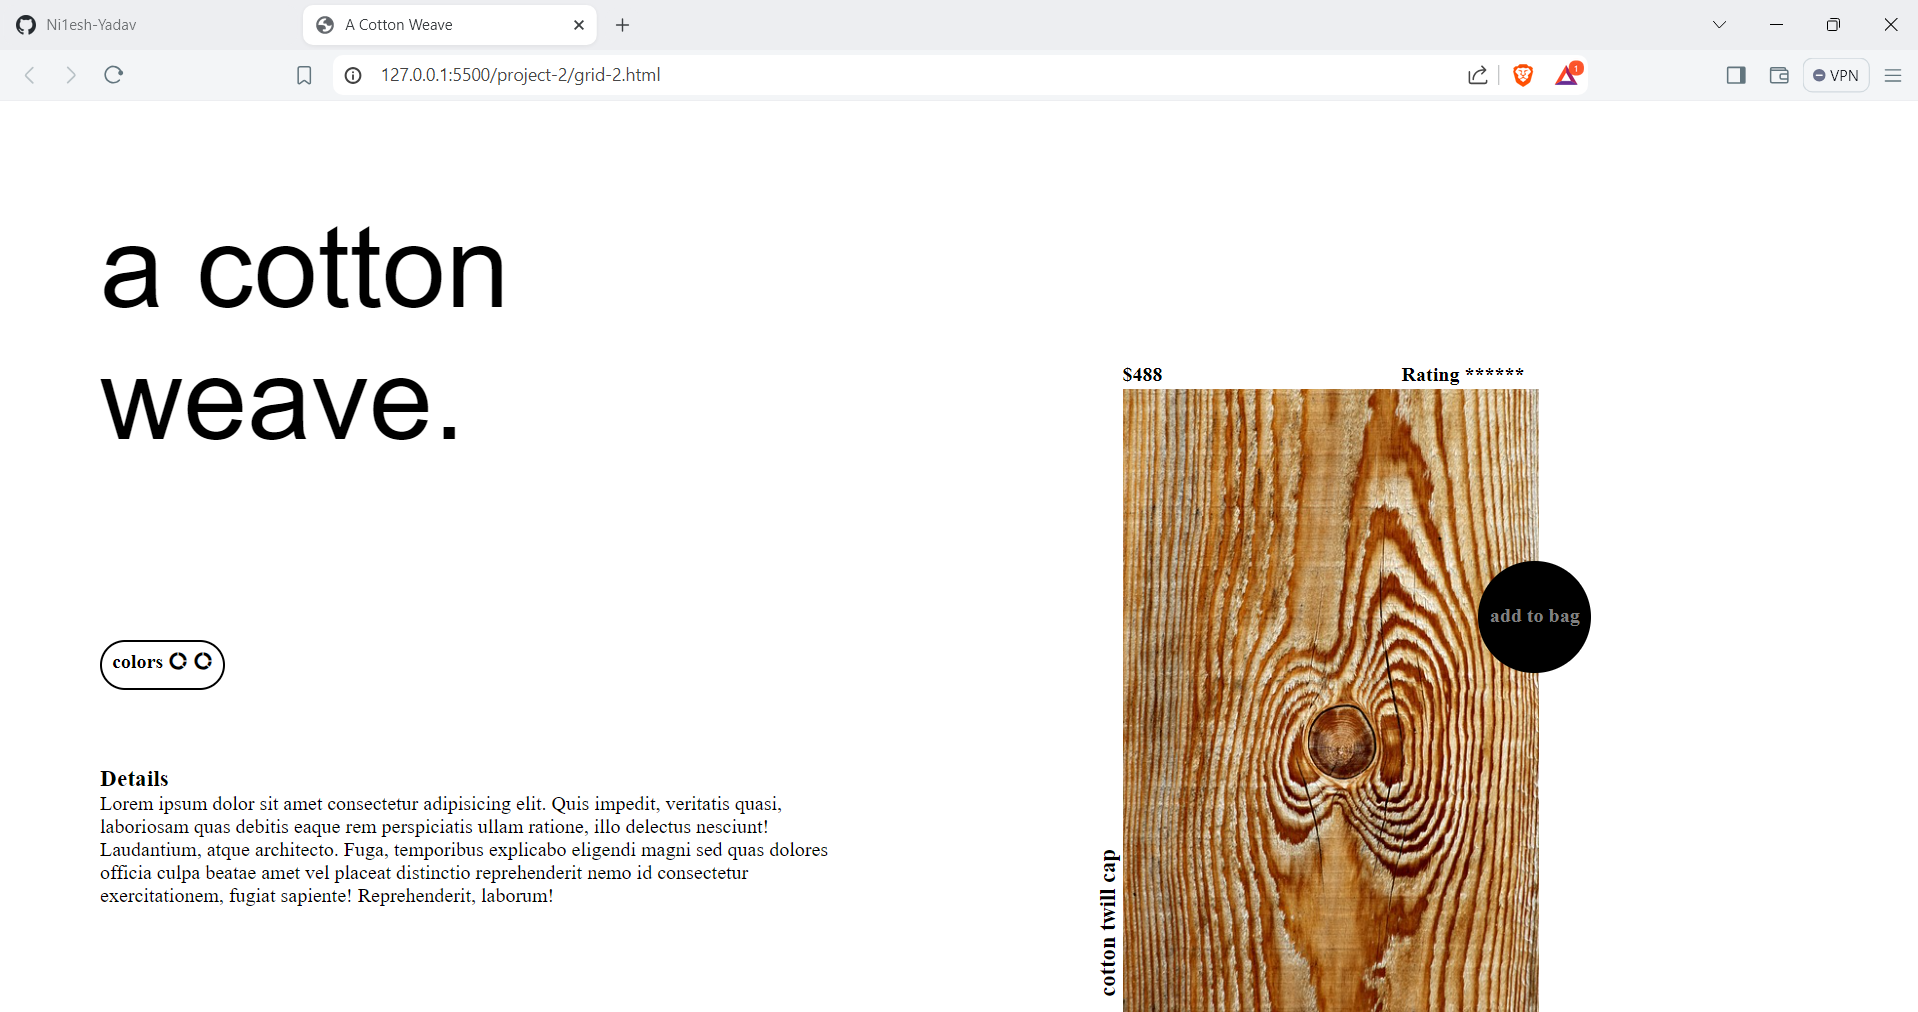 Ni1esh-Yadav
A Cotton Weave
127.0.0.1:5500/project-2/grid-2.html
1
VPN
a cotton
weave.
$488
Rating ******
add to bag
colors
Details
Lorem ipsum dolor sit amet consectetur adipisicing elit. Quis impedit, veritatis quasi,
laboriosam quas debitis eaque rem perspiciatis ullam ratione, illo delectus nesciunt!
Laudantium, atque architecto. Fuga, temporibus explicabo eligendi magni sed quas dolores
officia culpa beatae amet vel placeat distinctio reprehenderit nemo id consectetur
exercitationem, fugiat sapiente! Reprehenderit, laborum!
cotton twill cap